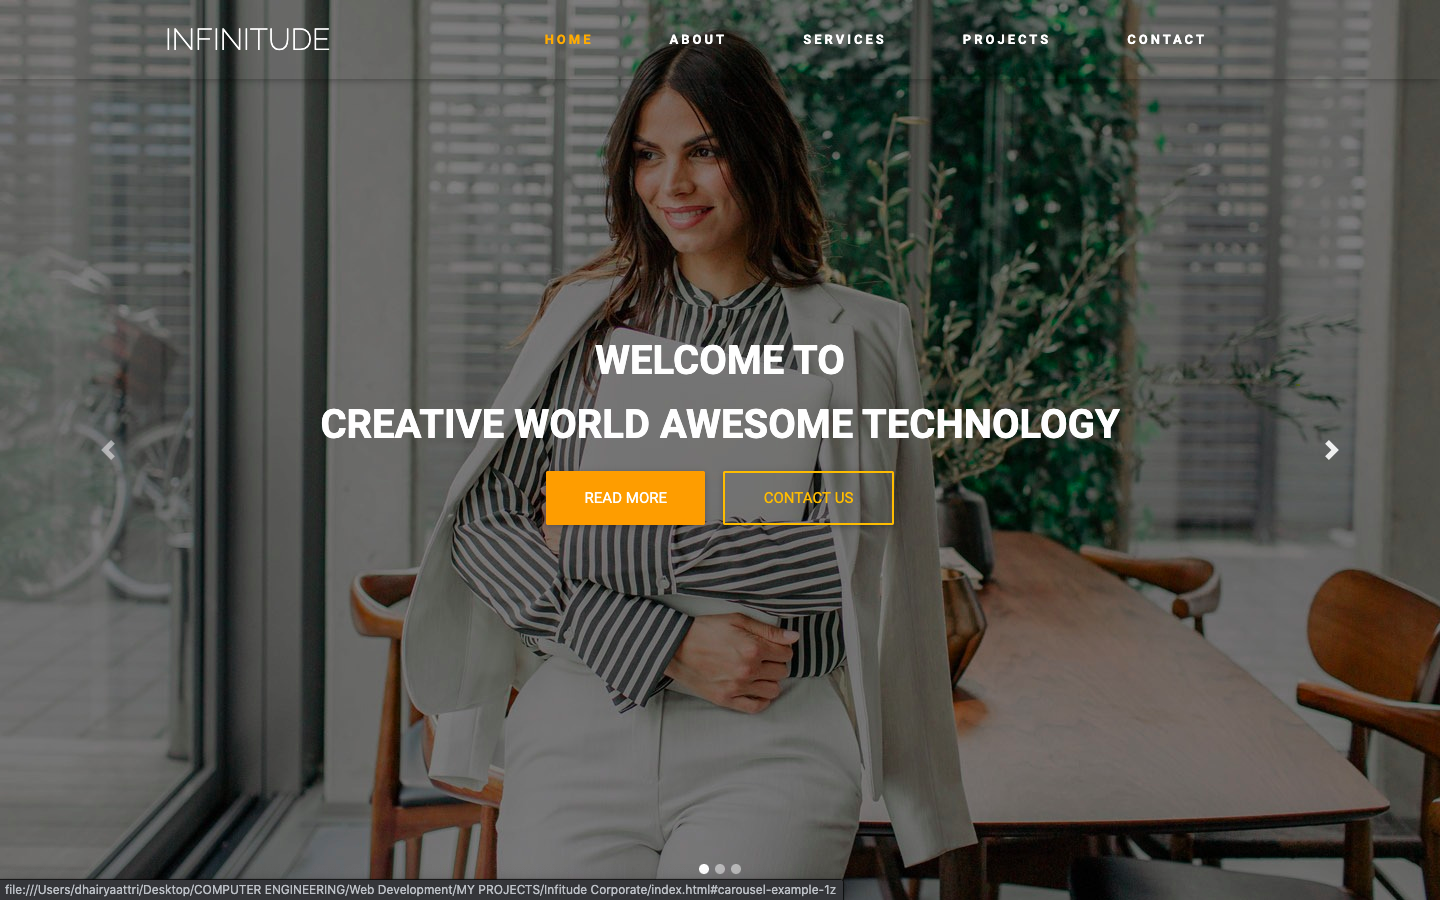 INFINITUDE
HOME ABOUT SERVICES PROJECTS CONTACT
WELCOME TO
CREATIVE WORLD AWESOME TECHNOLOGY
READ MORE CONTACT US
file:///Users/dhairyaattri/Desktop/COMPUTER ENGINEERING/Web Development/MY PROJECTS/Infitude Corporate/index.html#carousel-example-1z